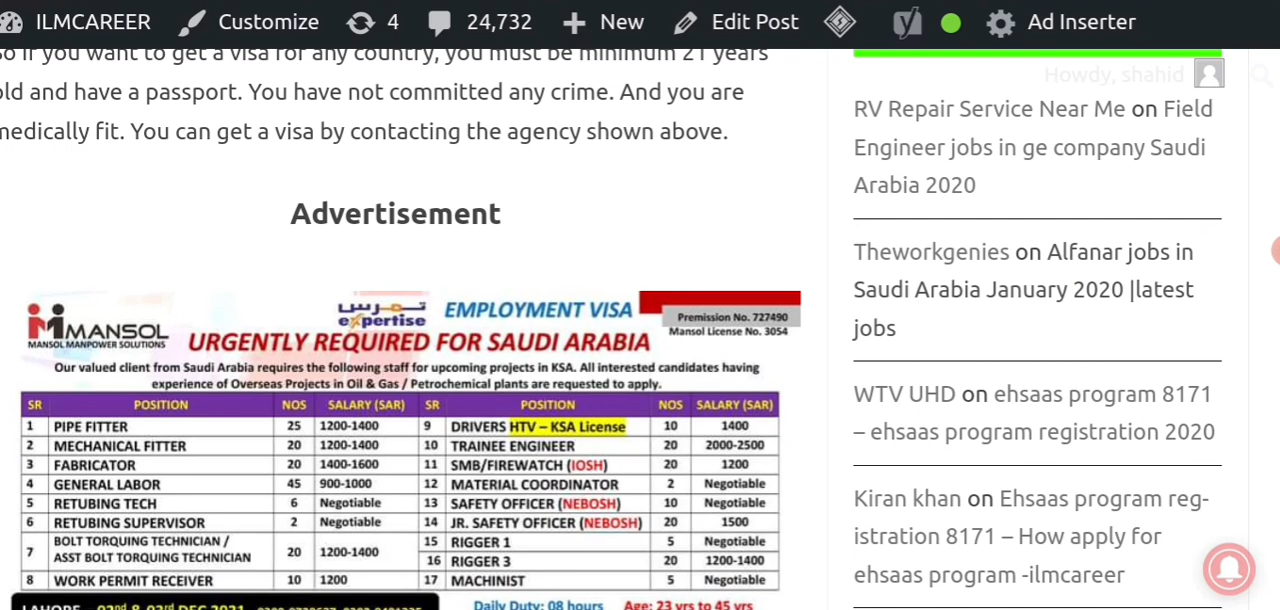 ILMCAREER Customize 4 24,732 New Edit Post Ad Inserter
Howdy, shahid
so if you want to get a visa for any country, you must be minimum 21 years
old and have a passport. You have not committed any crime. And you are
medically fit. You can get a visa by contacting the agency shown above.
Advertisement
MANSOL
MANSOL MANPOWER SOLUTIONS
تمرس
expertise
EMPLOYMENT VISA
Premission No. 727490
Mansol License No. 3054
URGENTLY REQUIRED FOR SAUDI ARABIA
Our valued client from Saudi Arabia requires the following staff for upcoming projects in KSA. All interested candidates having
experience of Overseas Projects in Oil & Gas / Petrochemical plants are requested to apply.
SR POSITION NOS SALARY (SAR) SR POSITION NOS SALARY (SAR)
1 PIPE FITTER 25 1200-1400 9 DRIVERS HTV – KSA License 10 1400
2 MECHANICAL FITTER 20 1200-1400 10 TRAINEE ENGINEER 20 2000-2500
3 FABRICATOR 20 1400-1600 11 SMB/FIREWATCH (IOSH) 20 1200
4 GENERAL LABOR 45 900-1000 12 MATERIAL COORDINATOR 2 Negotiable
5 RETUBING TECH 6 Negotiable 13 SAFETY OFFICER (NEBOSH) 10 Negotiable
6 RETUBING SUPERVISOR 2 Negotiable 14 JR. SAFETY OFFICER (NEBOSH) 20 1500
7 BOLT TORQUING TECHNICIAN / 20 1200-1400 15 RIGGER 1 5 Negotiable
ASST BOLT TORQUING TECHNICIAN 16 RIGGER 3 20 1200-1400
8 WORK PERMIT RECEIVER 10 1200 17 MACHINIST 5 Negotiable
LAHORE 02nd & 03rd DEC 2021
Daily Duty: 08 hours Age: 23 yrs to 45 yrs
RV Repair Service Near Me on Field
Engineer jobs in ge company Saudi
Arabia 2020
Theworkgenies on Alfanar jobs in
Saudi Arabia January 2020 |latest
jobs
WTV UHD on ehsaas program 8171
– ehsaas program registration 2020
Kiran khan on Ehsaas program reg-
istration 8171 – How apply for
ehsaas program -ilmcareer